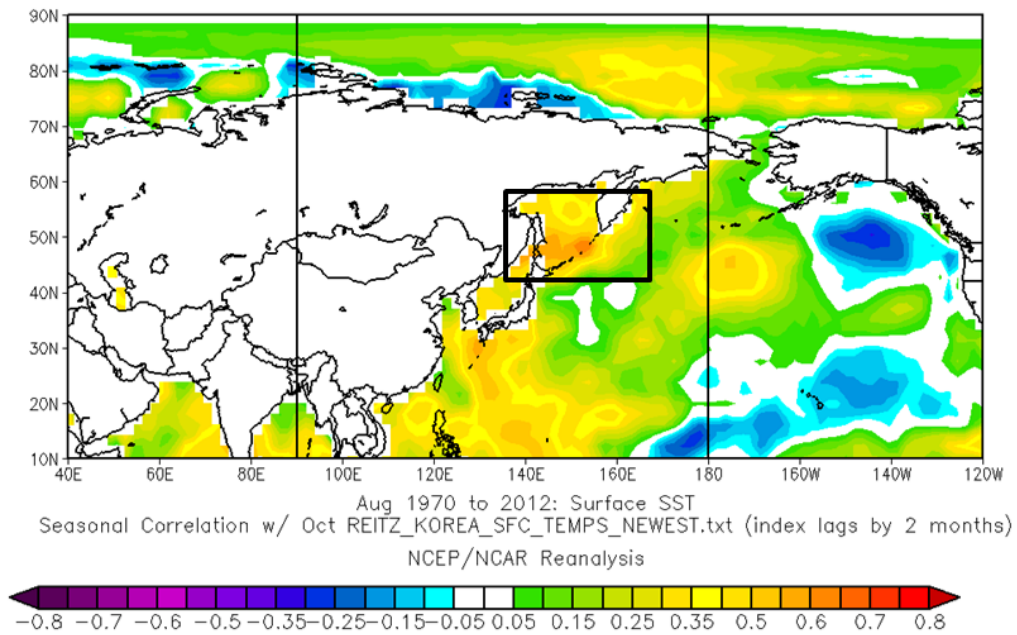 90N
80N
70N
60N
50N
40N
30N
20N
10N
40E 60E 80E 100E 120E 140E 160E 180 160W 140W 120W
Aug 1970 to 2012: Surface SST
Seasonal Correlation w/ Oct REITZ_KOREA_SFC_TEMPS_NEWEST.txt (index lags by 2 months)
NCEP/NCAR Reanalysis
-0.8 -0.7 -0.6 -0.5 -0.35 -0.25 -0.15 -0.05 0.05 0.15 0.25 0.35 0.5 0.6 0.7 0.8